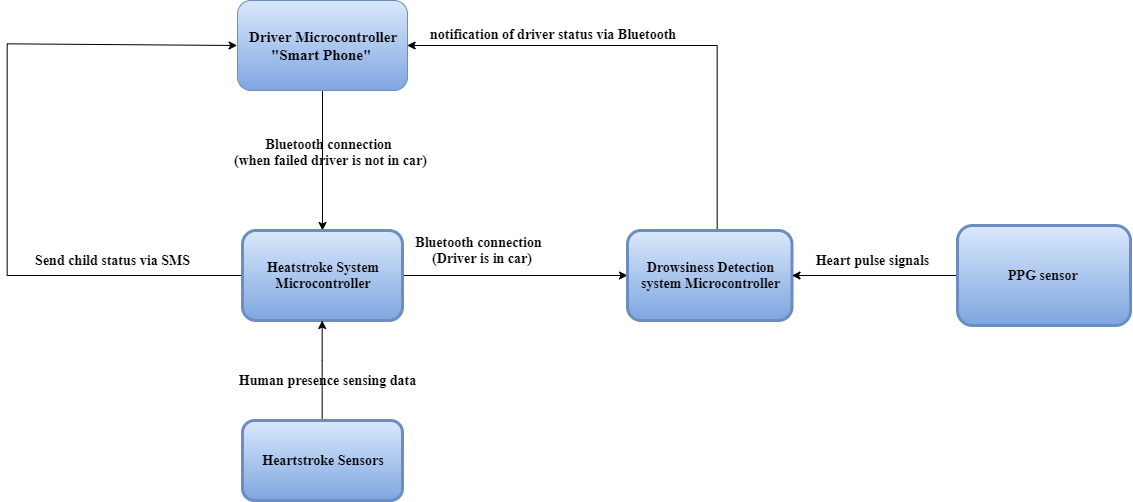 Driver Microcontroller
"Smart Phone"
notification of driver status via Bluetooth
Bluetooth connection
(when failed driver is not in car)
Send child status via SMS
Heatstroke System
Microcontroller
Bluetooth connection
(Driver is in car)
Drowsiness Detection
system Microcontroller
Heart pulse signals
PPG sensor
Human presence sensing data
Heartstroke Sensors